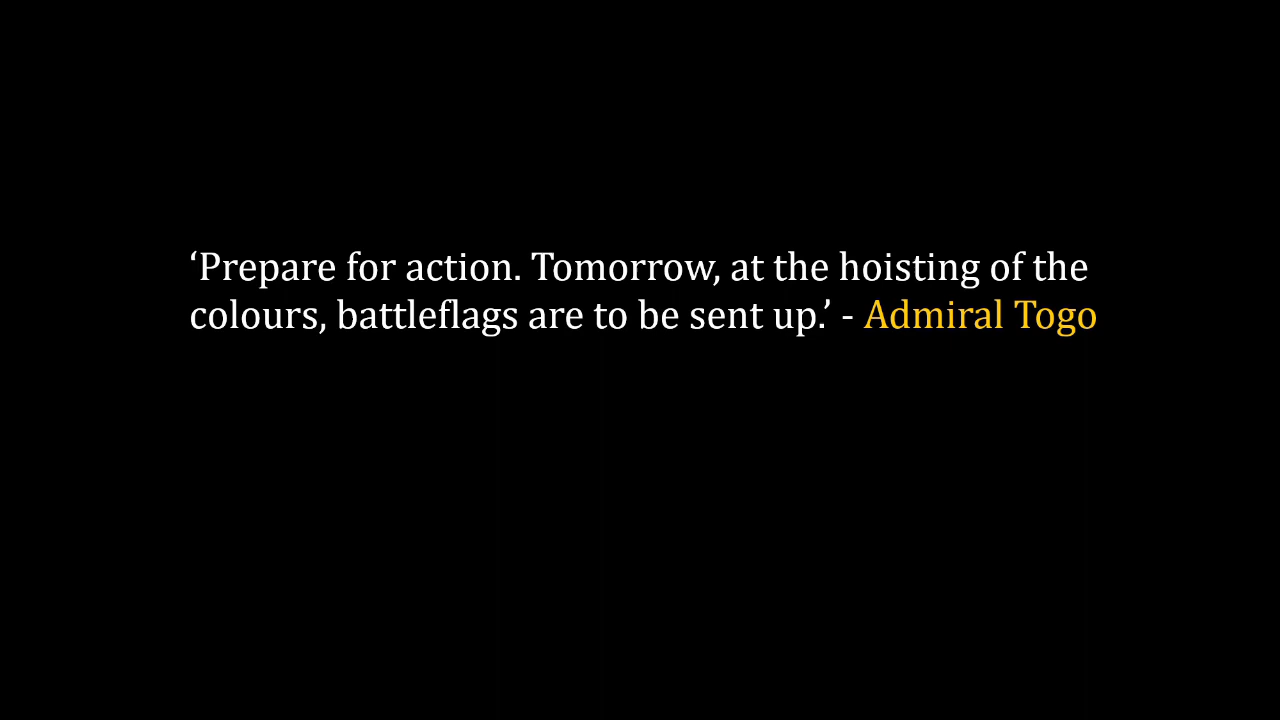 ‘Prepare for action. Tomorrow, at the hoisting of the
colours, battleflags are to be sent up.’ - Admiral Togo